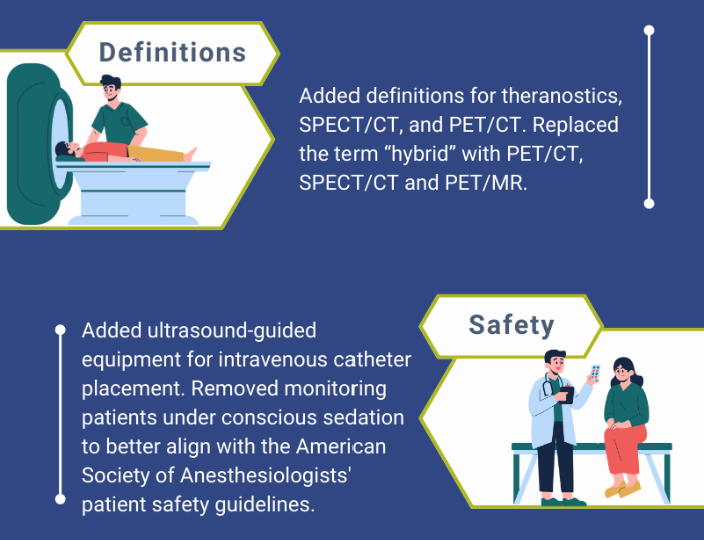 Definitions
Added definitions for theranostics,
SPECT/CT, and PET/CT. Replaced
the term “hybrid” with PET/CT,
SPECT/CT and PET/MR.
Safety
Added ultrasound-guided
equipment for intravenous catheter
placement. Removed monitoring
patients under conscious sedation
to better align with the American
Society of Anesthesiologists'
patient safety guidelines.